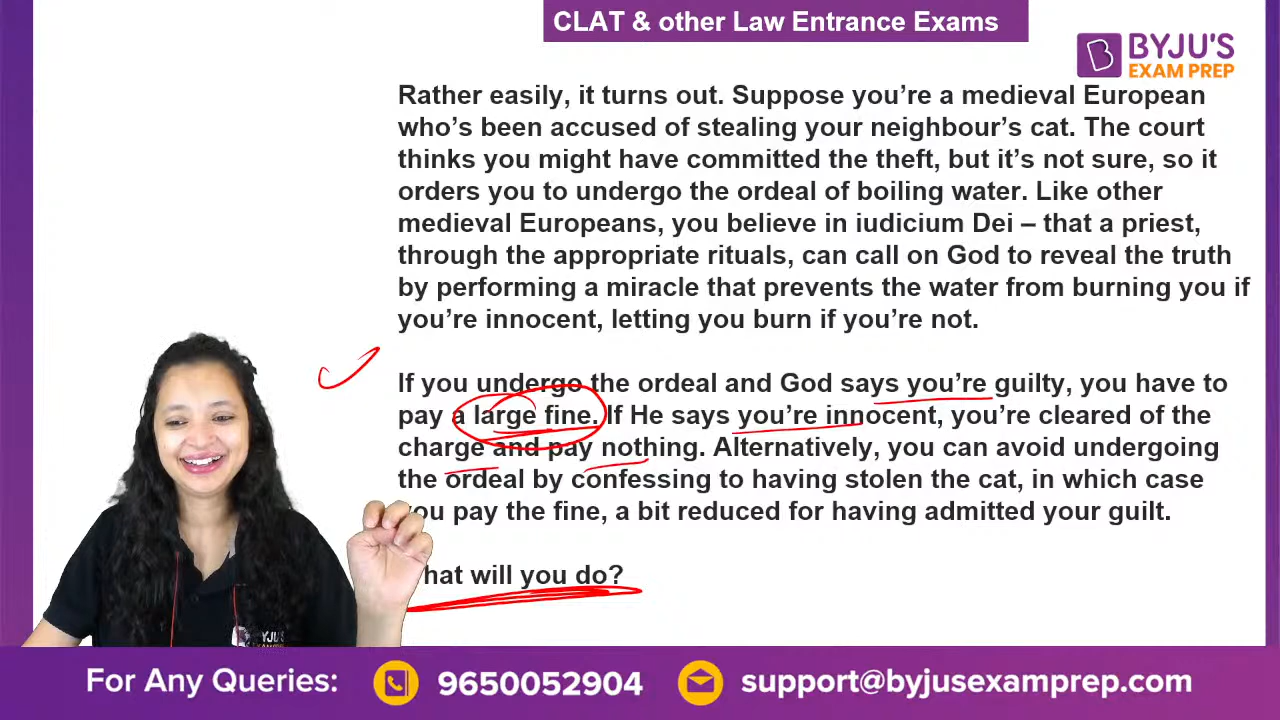 CLAT & other Law Entrance Exams
BYJU'S
EXAM PREP
Rather easily, it turns out. Suppose you're a medieval European
who's been accused of stealing your neighbour's cat. The court
thinks you might have committed the theft, but it's not sure, so it
orders you to undergo the ordeal of boiling water. Like other
medieval Europeans, you believe in iudicium Dei – that a priest,
through the appropriate rituals, can call on God to reveal the truth
by performing a miracle that prevents the water from burning you if
you're innocent, letting you burn if you're not.
If you undergo the ordeal and God says you're guilty, you have to
pay a large fine. If He says you're innocent, you're cleared of the
charge and pay nothing. Alternatively, you can avoid undergoing
the ordeal by confessing to having stolen the cat, in which case
you pay the fine, a bit reduced for having admitted your guilt.
hat will you do?
BYJU'S
EXAM PREP
For Any Queries:
9650052904
support@byjusexamprep.com